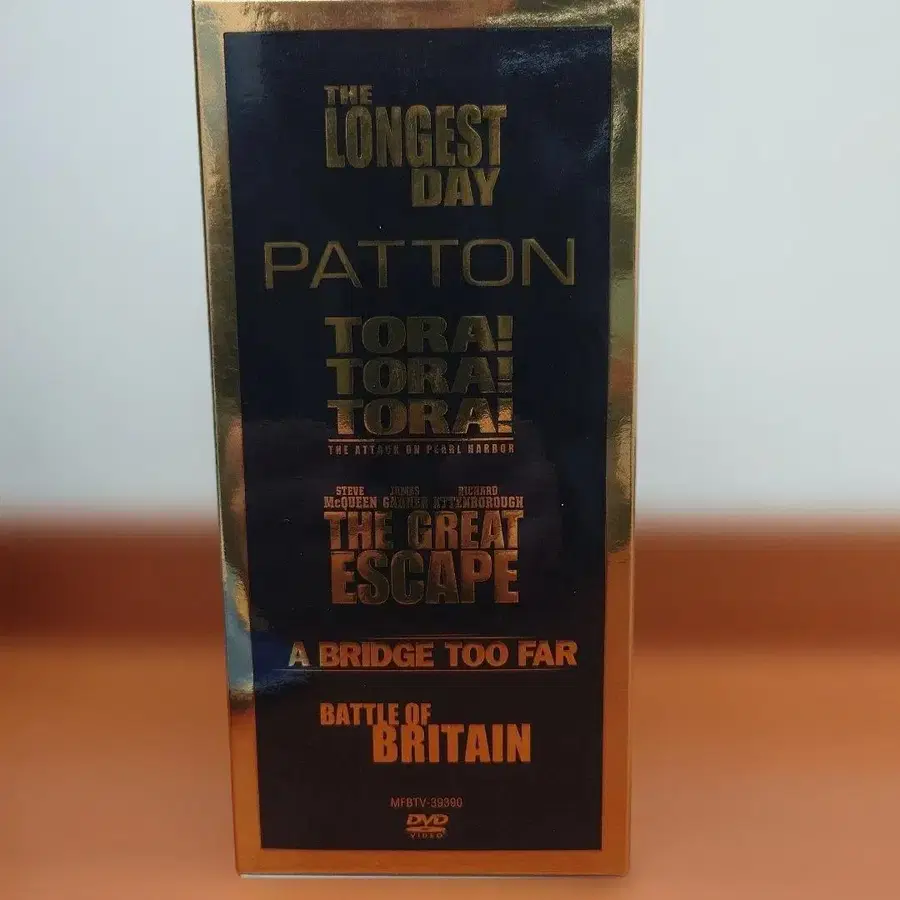 THE
LONGEST
DAY
PATTON
TORA!
TORA!
TORA!
THE ATTACK ON PEARL HARBOR
STEVE JAMES RICHARD
McQUEEN GARNER ATTENBOROUGH
THE GREAT
ESCAPE
A BRIDGE TOO FAR
BATTLE OF
BRITAIN
MFBTV-39390
DVD
VIDEO